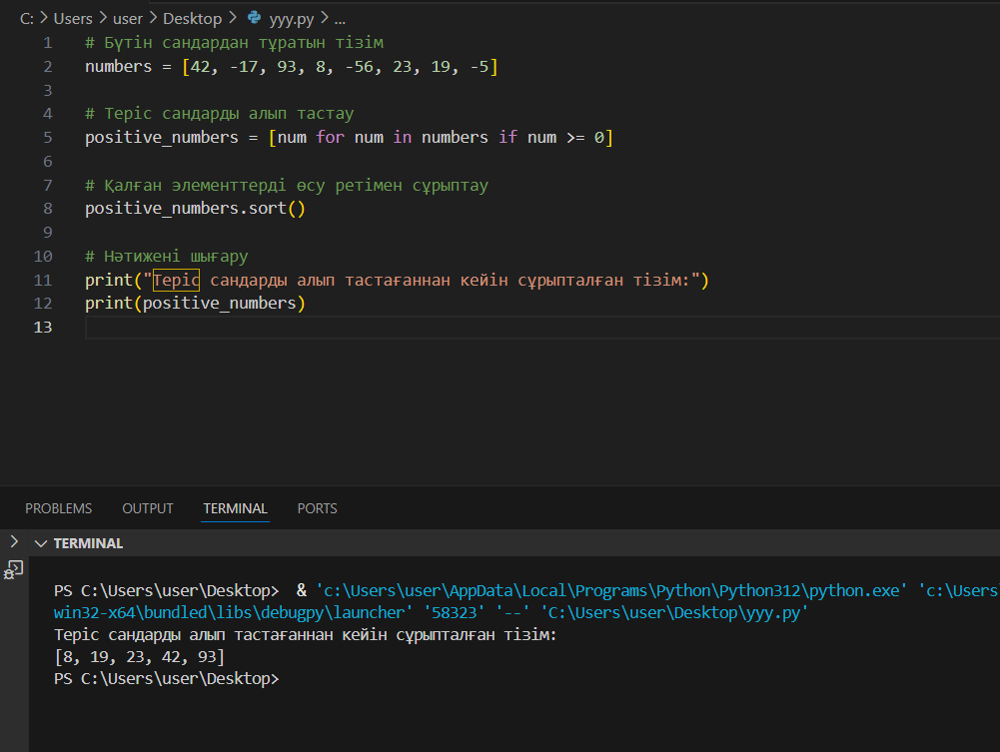 C: > Users > user > Desktop > yyy.py > ...
1 # Бүтін сандардан тұратын тізім
2 numbers = [42, -17, 93, 8, -56, 23, 19, -5]
3
4 # Теріс сандарды алып тастау
5 positive_numbers = [num for num in numbers if num >= 0]
6
7 # Қалған элементтерді өсу ретімен сұрыптау
8 positive_numbers.sort()
9
10 # Нәтижені шығару
11 print("Теріс сандарды алып тастағаннан кейін сұрыпталған тізім:")
12 print(positive_numbers)
13
PROBLEMS OUTPUT TERMINAL PORTS
TERMINAL
PS C:\Users\user\Desktop> & 'c:\Users\user\AppData\Local\Programs\Python\Python312\python.exe' 'c:\Users
win32-x64\bundled\libs\debugpy\launcher' '58323' '--' 'C:\Users\user\Desktop\yyy.py'
Теріс сандарды алып тастағаннан кейін сұрыпталған тізім:
[8, 19, 23, 42, 93]
PS C:\Users\user\Desktop>